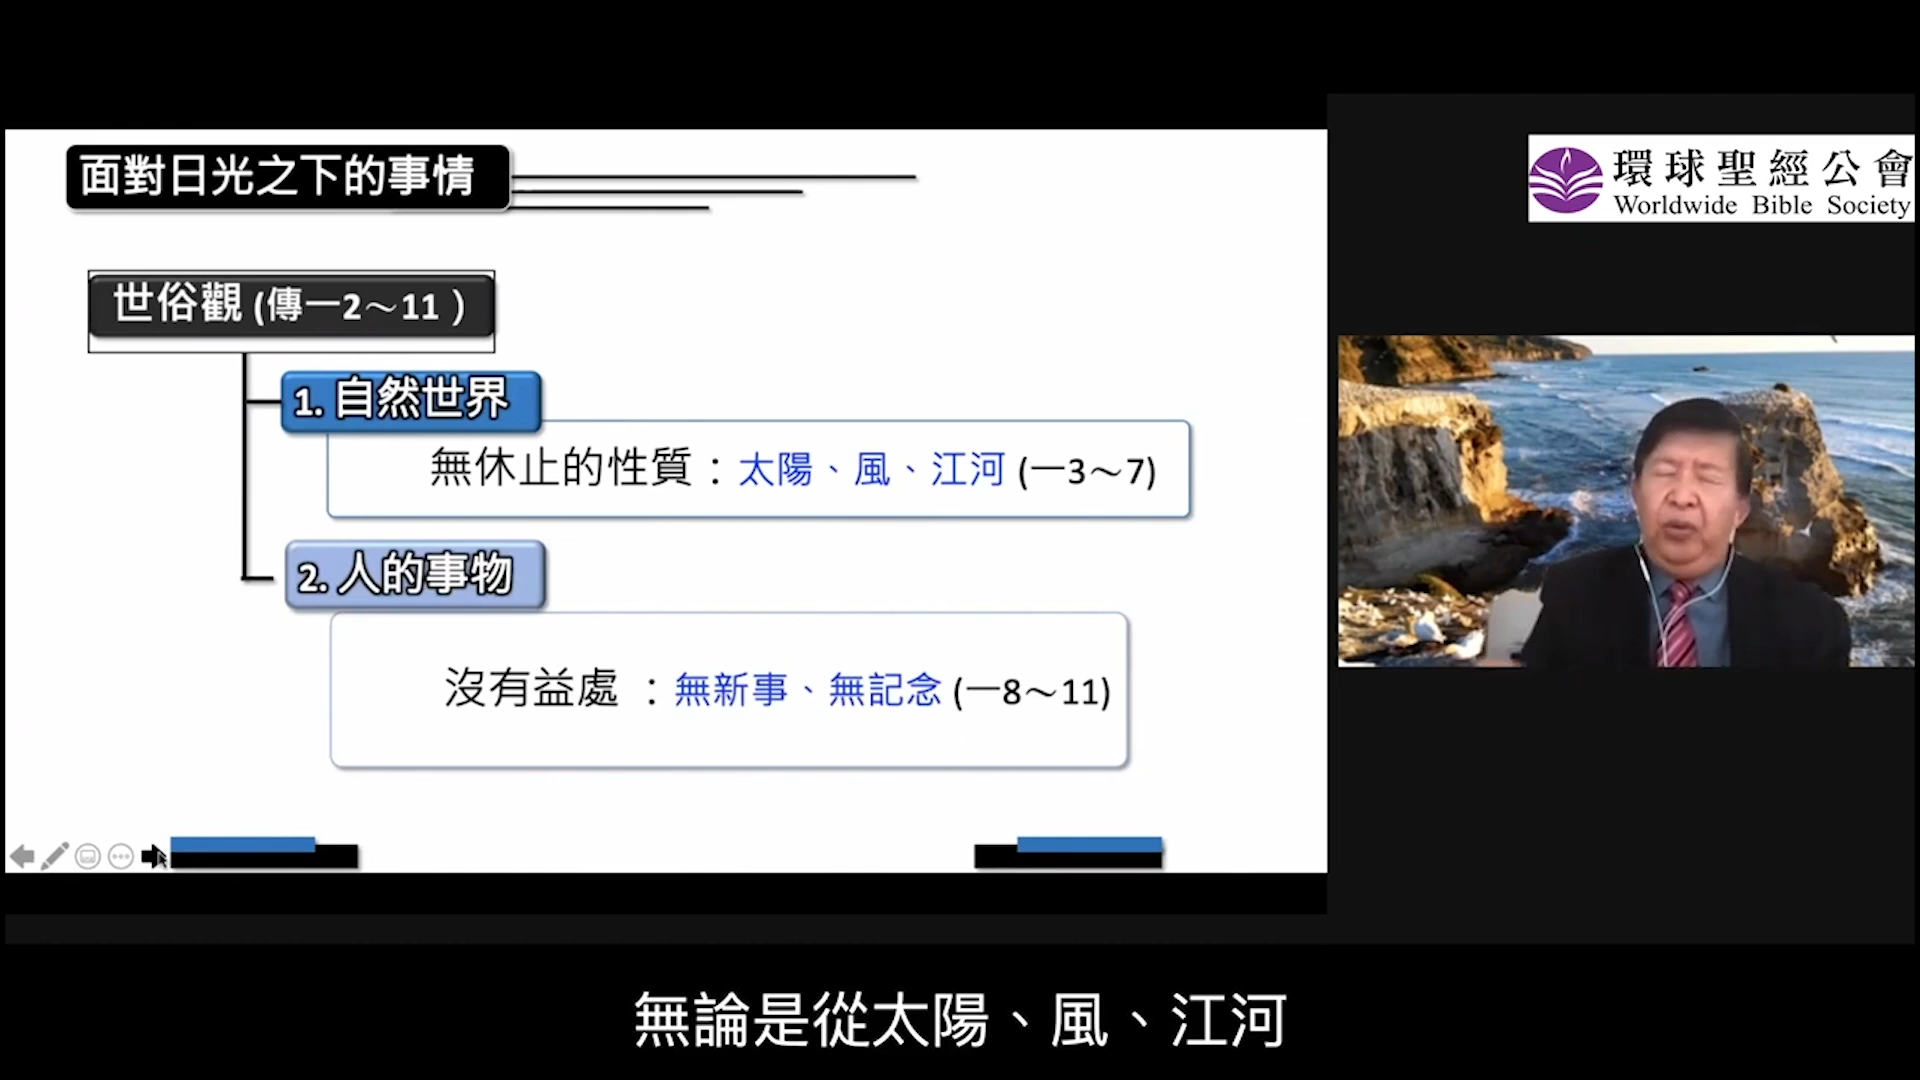 面對日光之下的事情
環球聖經公會
Worldwide Bible Society
世俗觀 (傳一2～11 )
1. 自然世界
無休止的性質：太陽、風、江河 (一3～7)
2. 人的事物
沒有益處 ：無新事、無記念 (一8～11)
無論是從太陽、風、江河